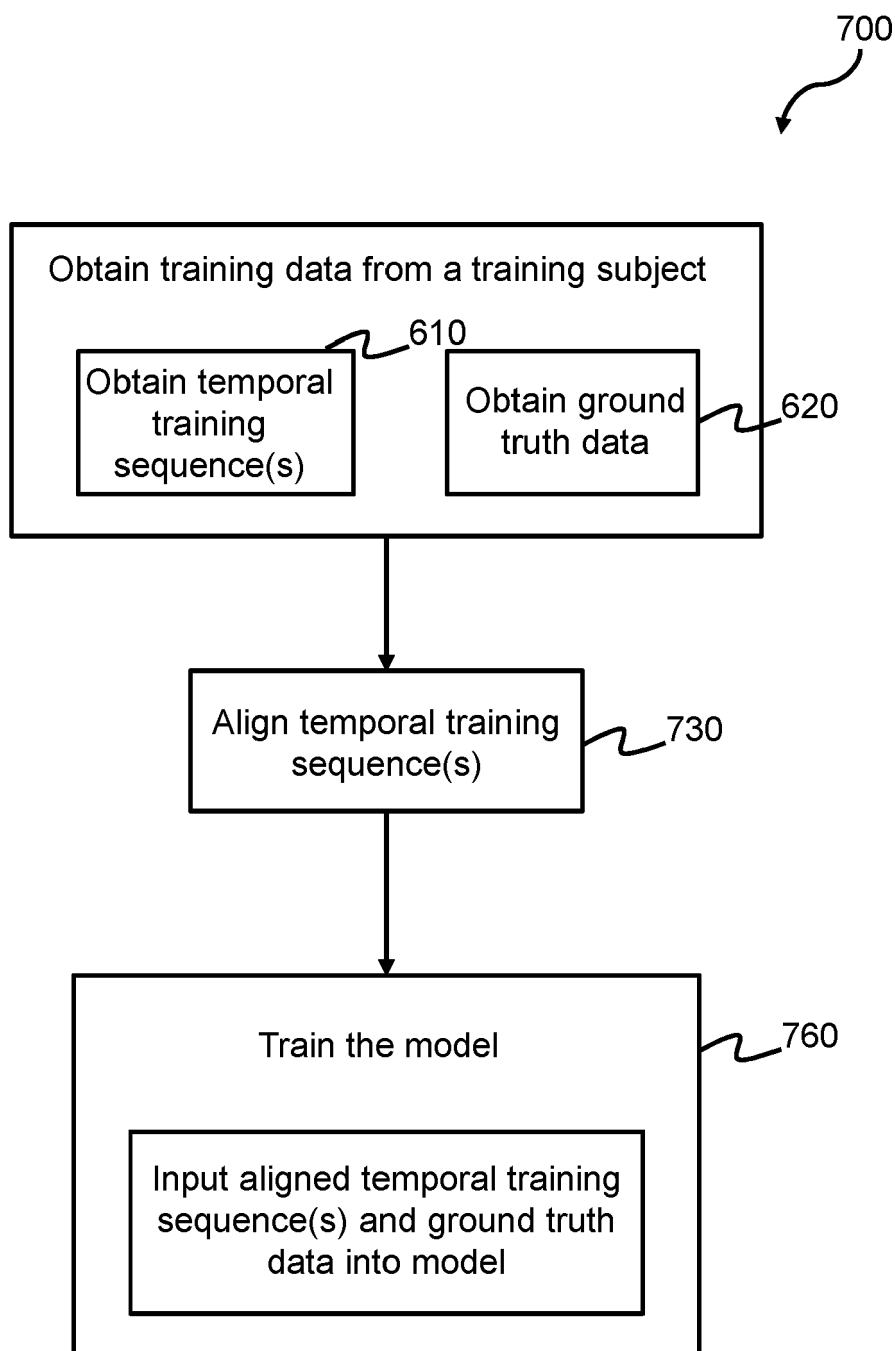 700
Obtain training data from a training subject
610
Obtain temporal
training
sequence(s)
Obtain ground
truth data
620
Align temporal training
sequence(s)
730
Train the model
760
Input aligned temporal training
sequence(s) and ground truth
data into model